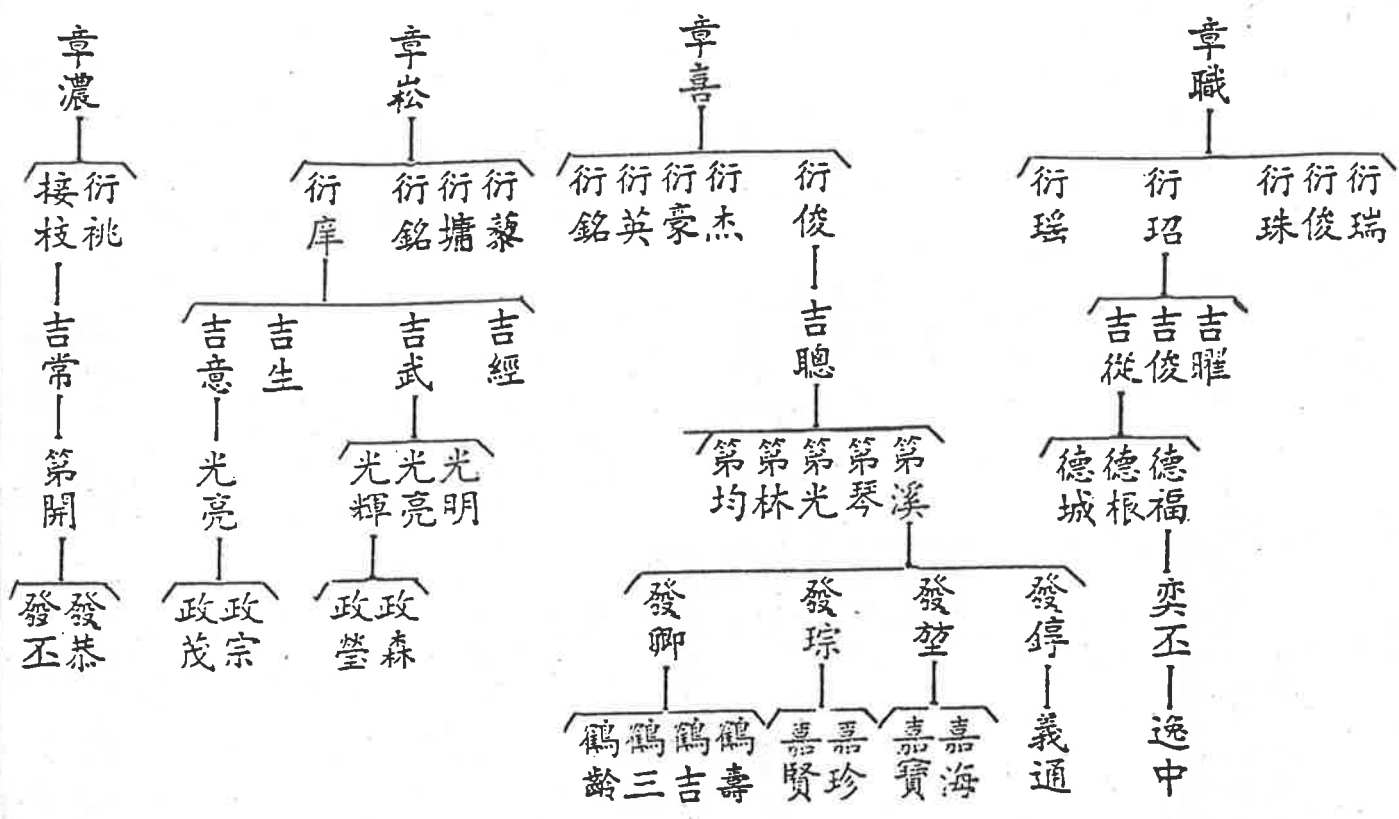 章職
章喜
章崧
章濃
衍瑞
衍俊
衍珠
衍玿
衍瑶
衍俊
衍杰
衍豪
衍英
衍銘
衍藜
衍墉
衍銘
衍庠
衍祧
接枝
吉曜
吉俊
吉從
吉聰
吉經
吉武
吉生
吉意
吉常
德福
德根
德城
第溪
第琴
第光
第林
第均
光明
光亮
光輝
光亮
第開
奕丕
發錞
發堃
發琮
發卿
政森
政瑩
政宗
政茂
發恭
發丕
逸中
義通
嘉海
嘉寶
嘉珍
嘉賢
鶴壽
鶴吉
鶴三
鶴齡